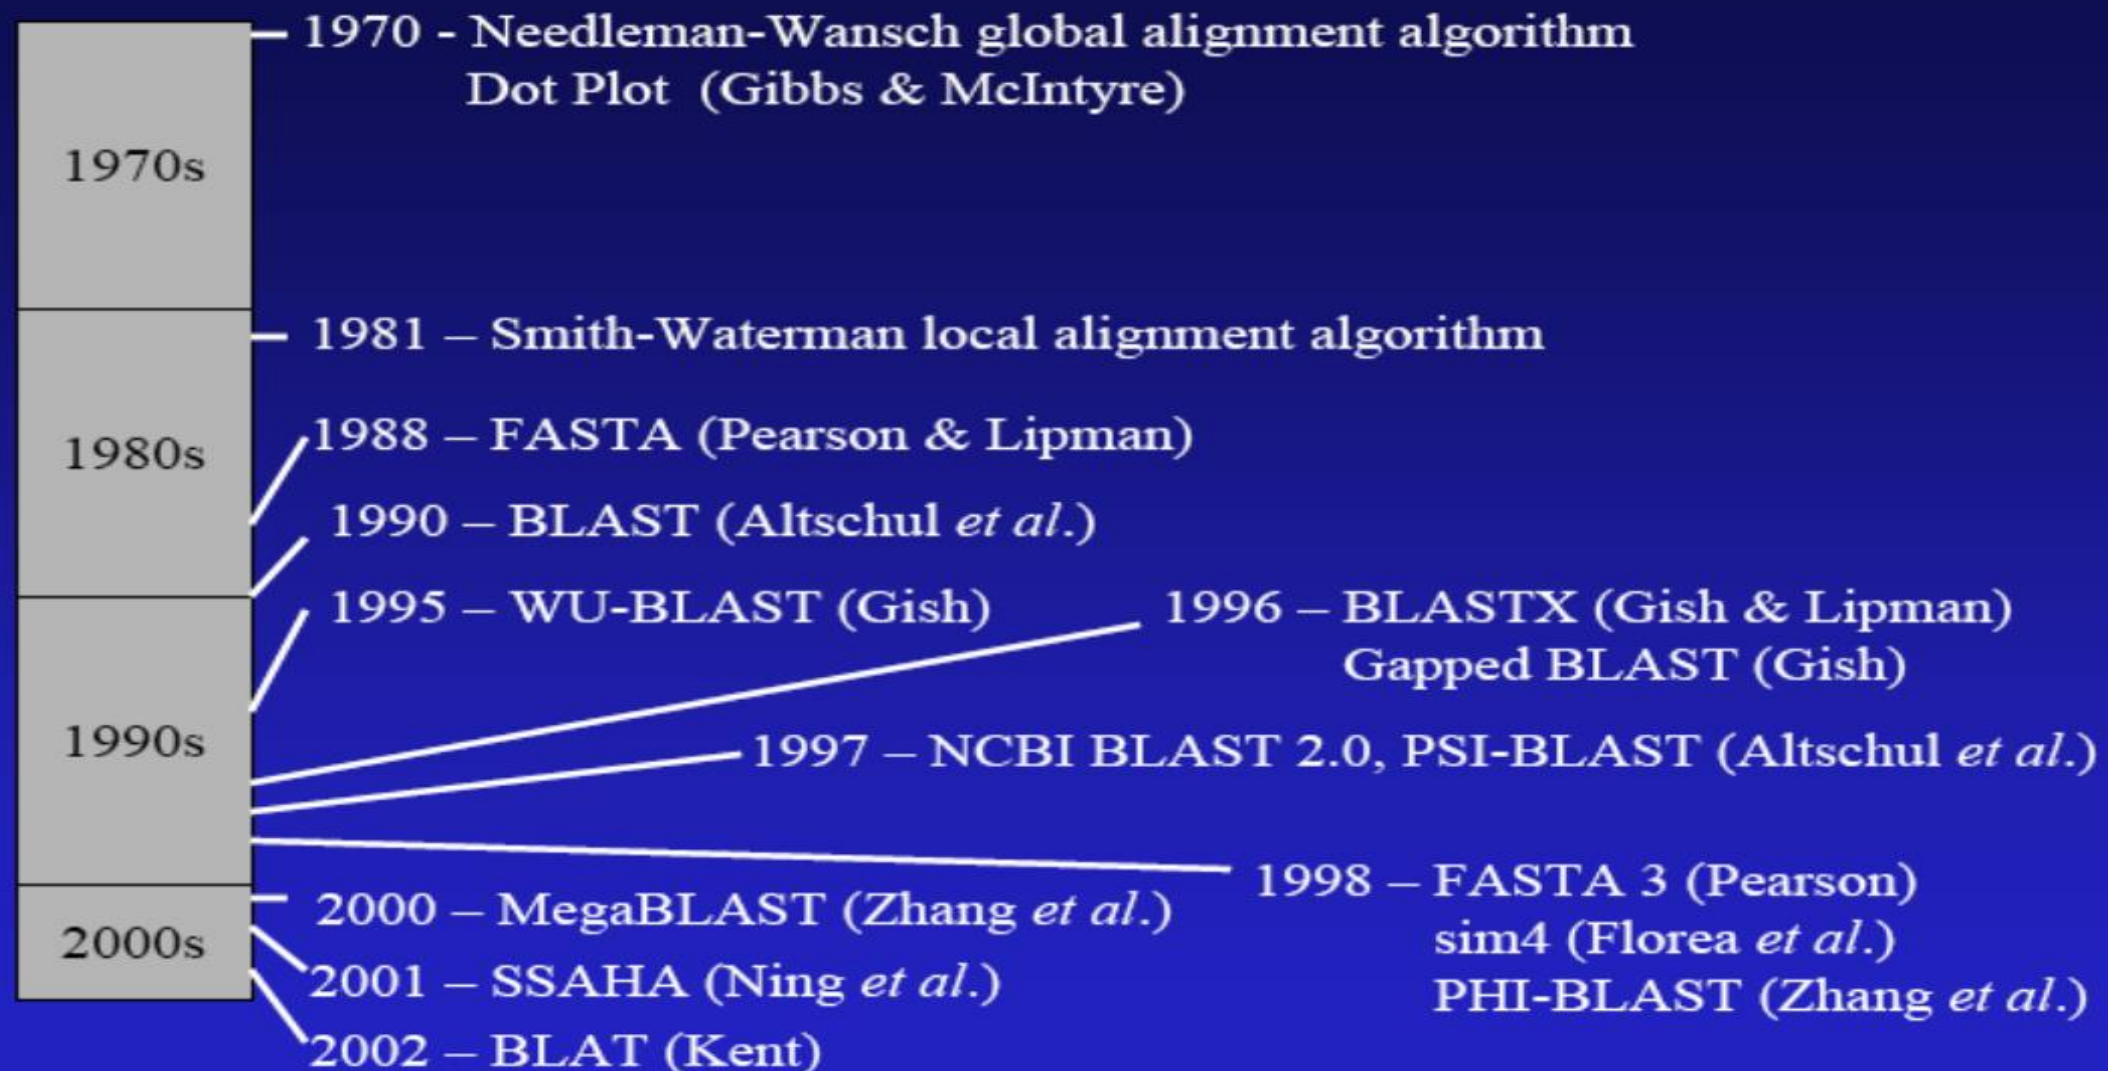 1970s
1980s
1990s
2000s
1970 - Needleman-Wansch global alignment algorithm
Dot Plot (Gibbs & McIntyre)
1981 – Smith-Waterman local alignment algorithm
1988 – FASTA (Pearson & Lipman)
1990 – BLAST (Altschul et al.)
1995 – WU-BLAST (Gish)
1996 – BLASTX (Gish & Lipman)
Gapped BLAST (Gish)
1997 – NCBI BLAST 2.0, PSI-BLAST (Altschul et al.)
1998 – FASTA 3 (Pearson)
sim4 (Florea et al.)
PHI-BLAST (Zhang et al.)
2000 – MegaBLAST (Zhang et al.)
2001 – SSAHA (Ning et al.)
2002 – BLAT (Kent)